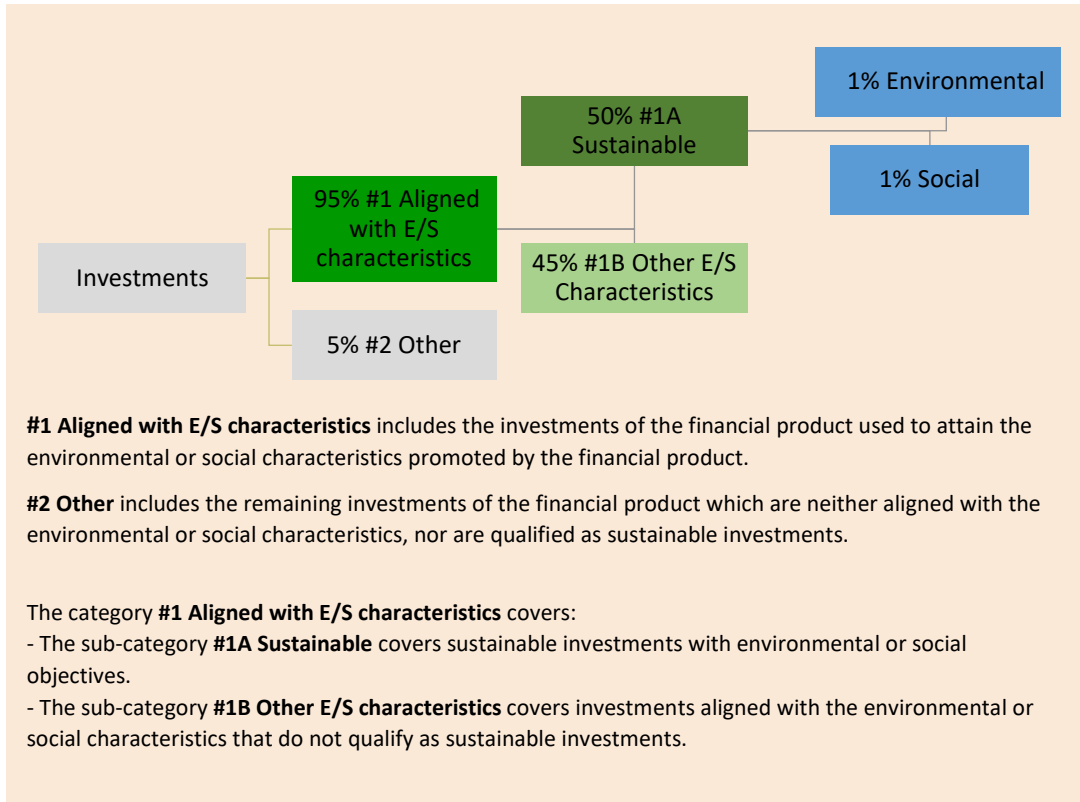 1% Environmental
50% #1A
Sustainable
1% Social
95% #1 Aligned
with E/S
characteristics
Investments
45% #1B Other E/S
Characteristics
5% #2 Other
#1 Aligned with E/S characteristics includes the investments of the financial product used to attain the
environmental or social characteristics promoted by the financial product.
#2 Other includes the remaining investments of the financial product which are neither aligned with the
environmental or social characteristics, nor are qualified as sustainable investments.
The category #1 Aligned with E/S characteristics covers:
- The sub-category #1A Sustainable covers sustainable investments with environmental or social
objectives.
- The sub-category #1B Other E/S characteristics covers investments aligned with the environmental or
social characteristics that do not qualify as sustainable investments.